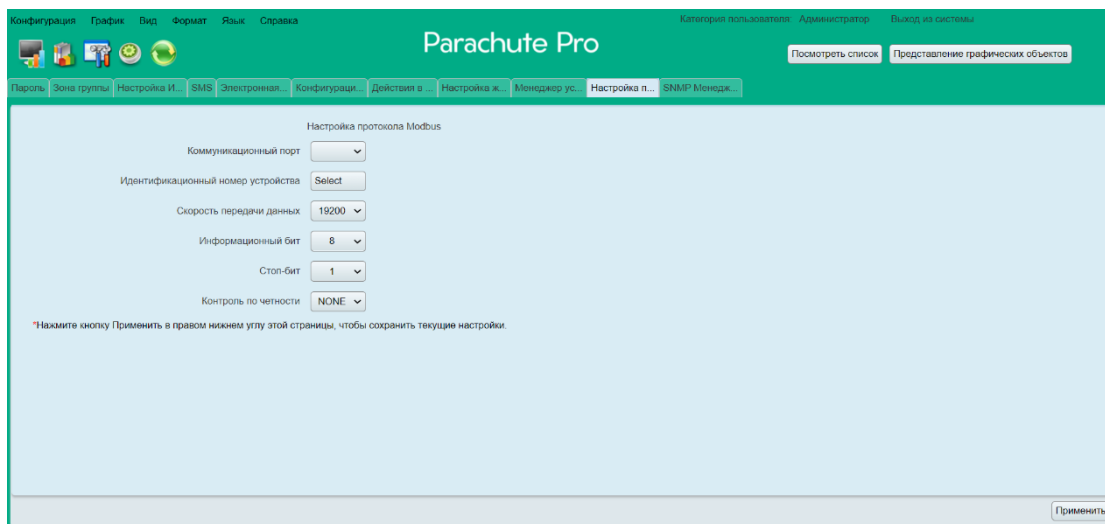 Конфигурация График Вид Формат Язык Справка
Категория пользователя: Администратор Выход из системы
Parachute Pro
Посмотреть список Представление графических объектов
Пароль Зона группы Настройка И... SMS Электронная... Конфигураци... Действия в ... Настройка ж... Менеджер ус... Настройка п... SNMP Менедж...
Настройка протокола Modbus
Коммуникационный порт
Идентификационный номер устройства Select
Скорость передачи данных 19200
Информационный бит 8
Стоп-бит 1
Контроль по четности NONE
*Нажмите кнопку Применить в правом нижнем углу этой страницы, чтобы сохранить текущие настройки.
Применить